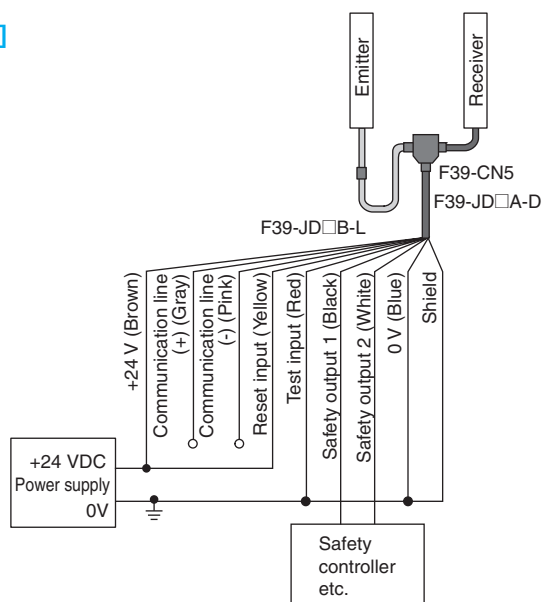 ]
Emitter
Receiver
F39-CN5
F39-JD□A-D
F39-JD□B-L
+24 V (Brown)
Communication line
(+) (Gray)
Communication line
(-) (Pink)
Reset input (Yellow)
Test input (Red)
Safety output 1 (Black)
Safety output 2 (White)
0 V (Blue)
Shield
+24 VDC
Power supply
0V
Safety
controller
etc.